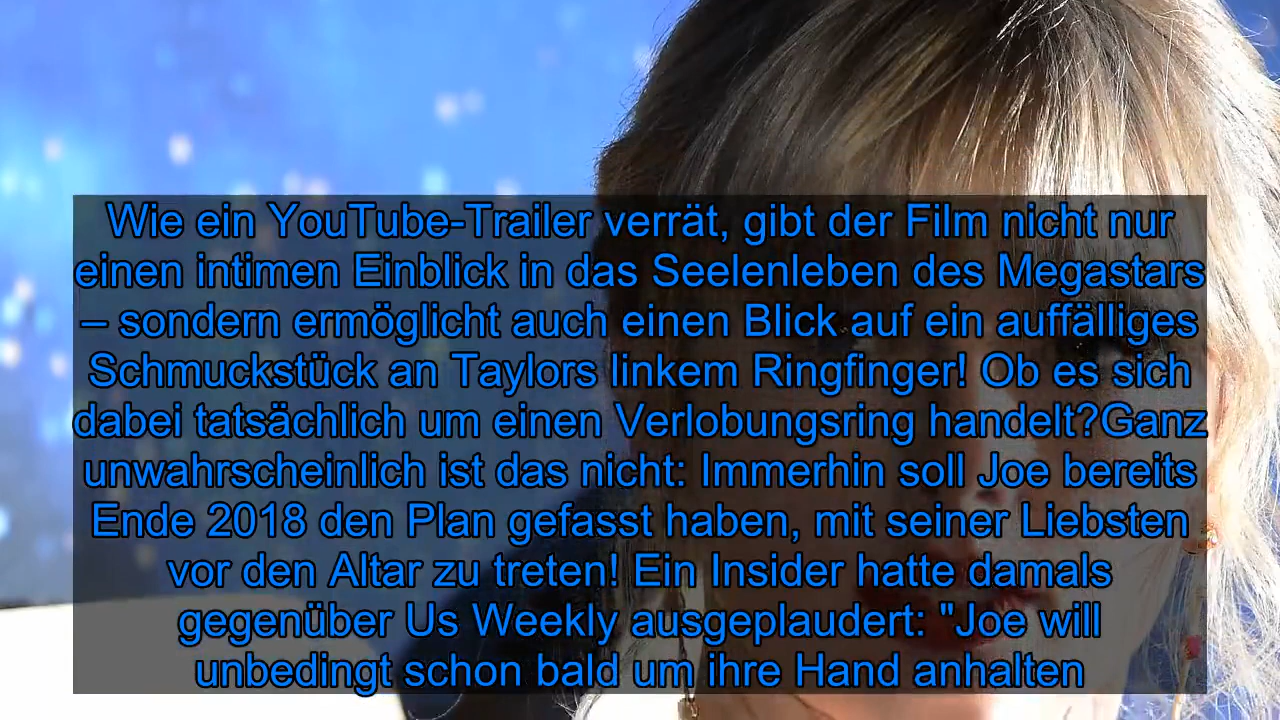 Wie ein YouTube-Trailer verrät, gibt der Film nicht nur
einen intimen Einblick in das Seelenleben des Megastars
– sondern ermöglicht auch einen Blick auf ein auffälliges
Schmuckstück an Taylors linkem Ringfinger! Ob es sich
dabei tatsächlich um einen Verlobungsring handelt?Ganz
unwahrscheinlich ist das nicht: Immerhin soll Joe bereits
Ende 2018 den Plan gefasst haben, mit seiner Liebsten
vor den Altar zu treten! Ein Insider hatte damals
gegenüber Us Weekly ausgeplaudert: "Joe will
unbedingt schon bald um ihre Hand anhalten